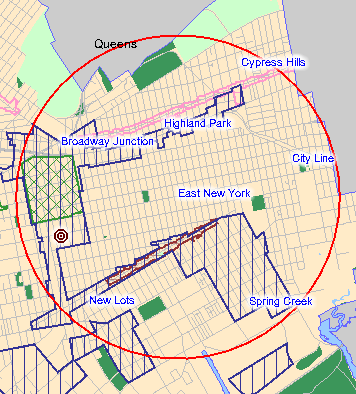 Queens
Cypress Hills
Highland Park
Broadway Junction
City Line
East New York
New Lots
Spring Creek